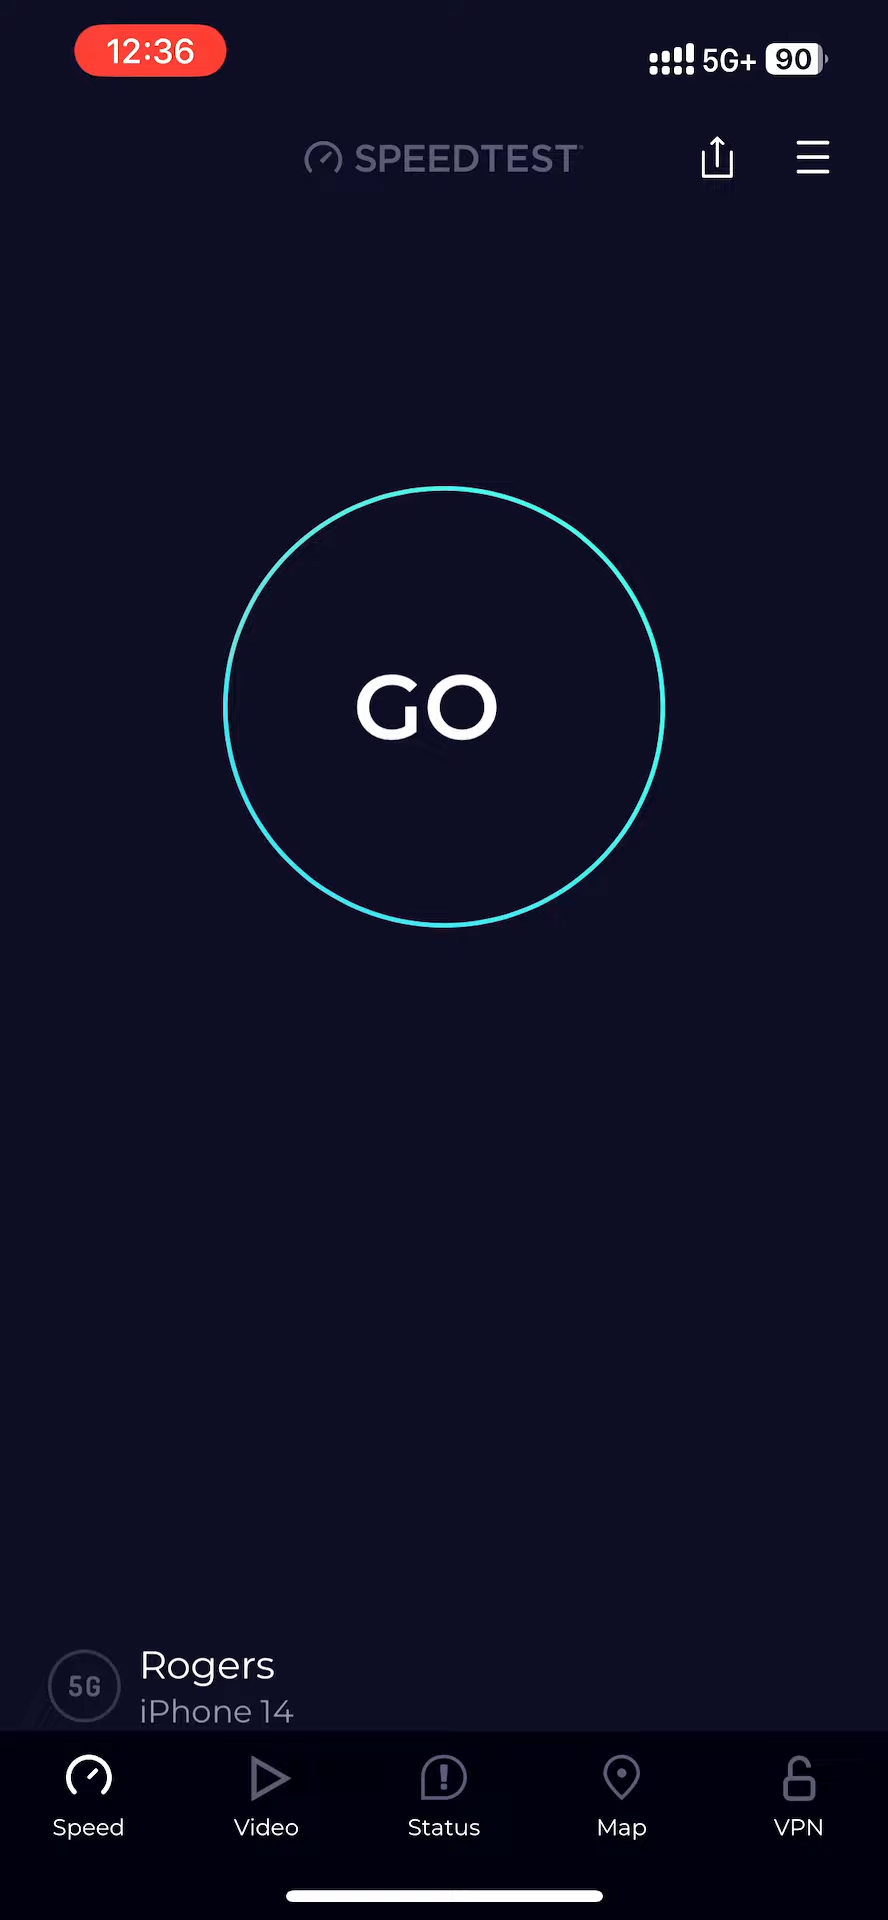 12:36
5G+ 90
SPEEDTEST
GO
5G
Rogers
iPhone 14
Speed
Video
Status
Map
VPN